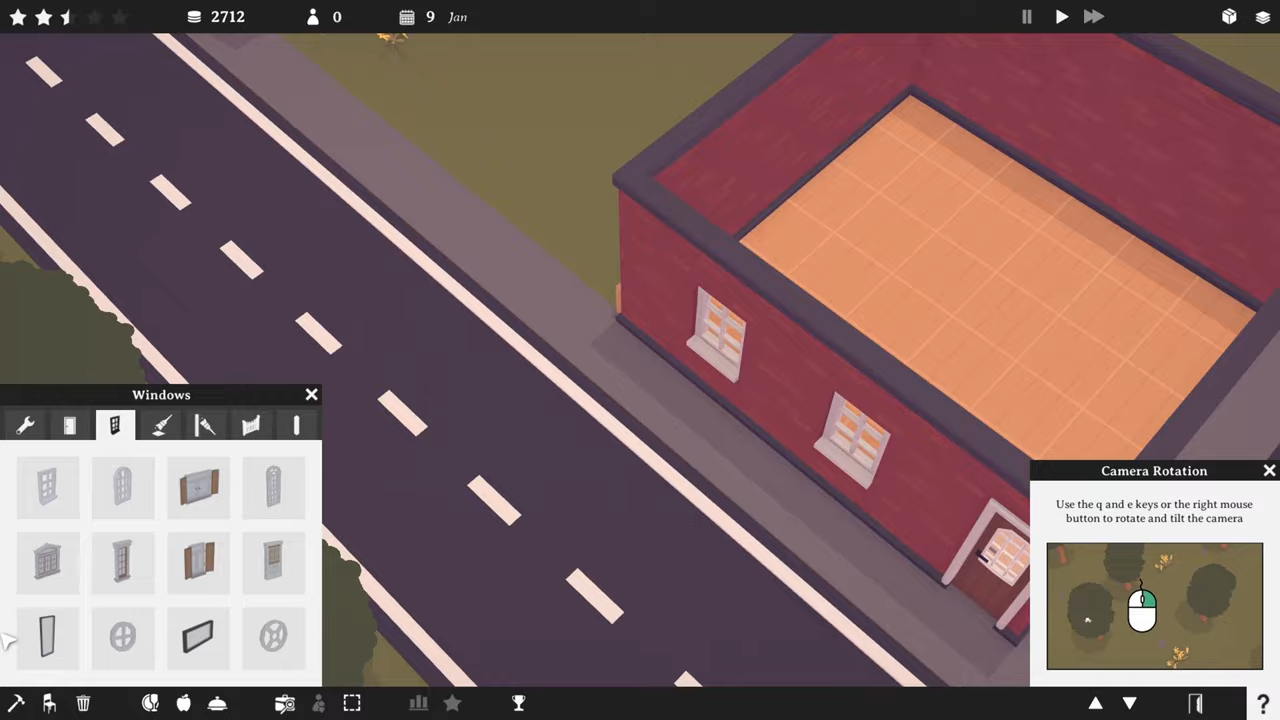 2712
0
9 Jan
Windows
Camera Rotation
Use the q and e keys or the right mouse
button to rotate and tilt the camera
?